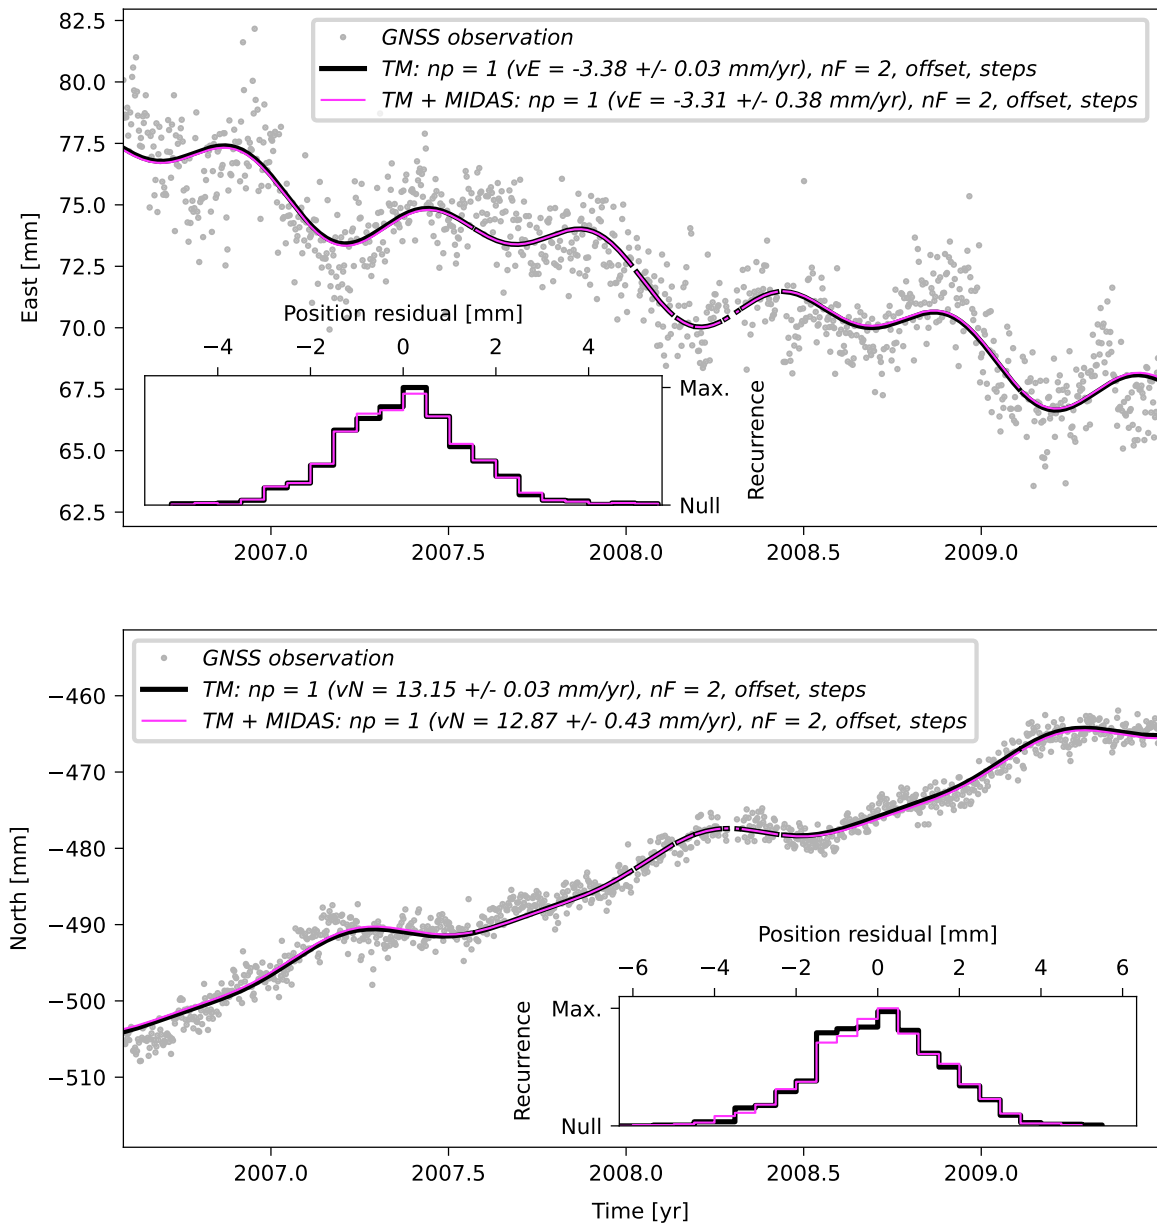 82.5
80.0
77.5
75.0
72.5
70.0
67.5
65.0
62.5
East [mm]
GNSS observation
TM: np = 1 (vE = -3.38 +/- 0.03 mm/yr), nF = 2, offset, steps
TM + MIDAS: np = 1 (vE = -3.31 +/- 0.38 mm/yr), nF = 2, offset, steps
Position residual [mm]
−4 −2 0 2 4
Max.
Null
Recurrence
2007.0 2007.5 2008.0 2008.5 2009.0
−460
−470
−480
−490
−500
−510
North [mm]
GNSS observation
TM: np = 1 (vN = 13.15 +/- 0.03 mm/yr), nF = 2, offset, steps
TM + MIDAS: np = 1 (vN = 12.87 +/- 0.43 mm/yr), nF = 2, offset, steps
Position residual [mm]
−6 −4 −2 0 2 4 6
Max.
Null
Recurrence
2007.0 2007.5 2008.0 2008.5 2009.0
Time [yr]